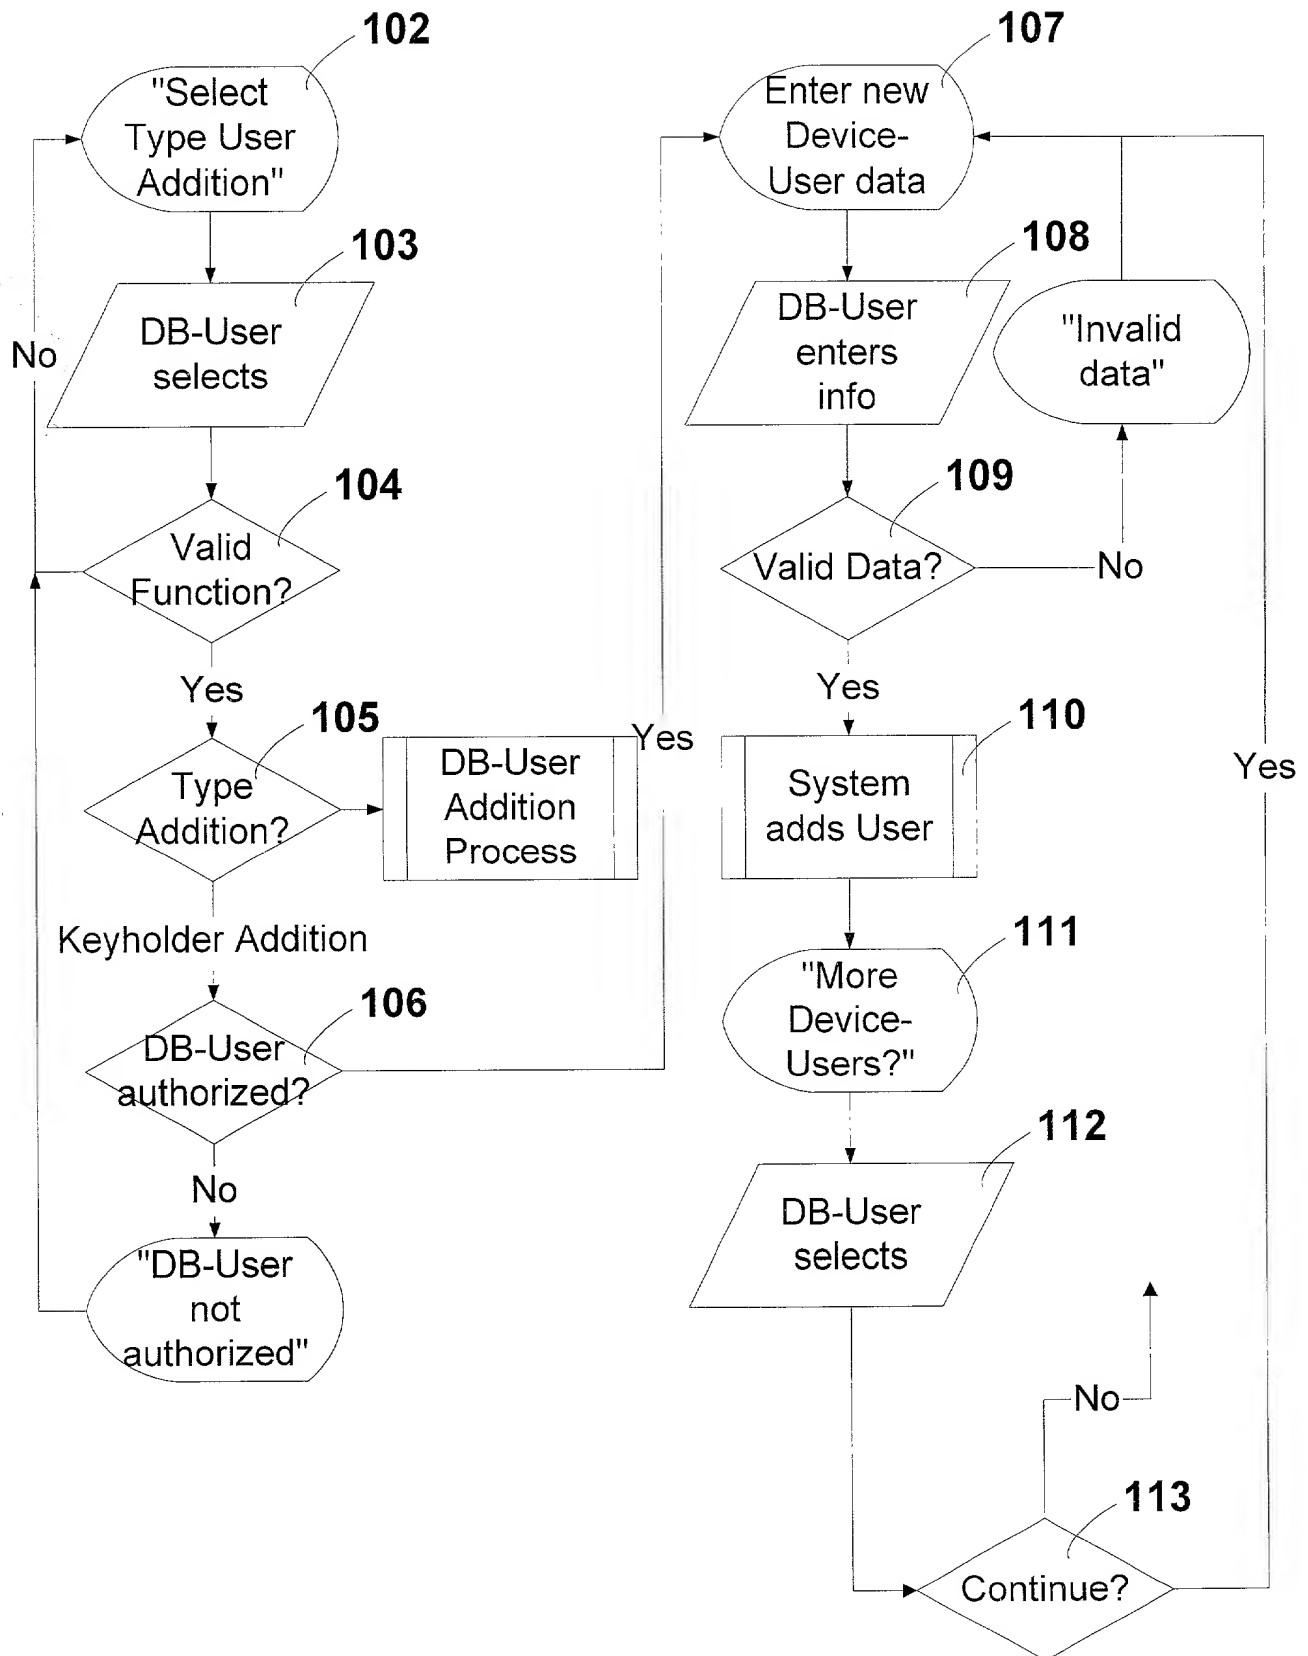 102
"Select
Type User
Addition"
103
DB-User
selects
No
104
Valid
Function?
Yes
105
Type
Addition?
DB-User
Addition
Process
Keyholder Addition
106
DB-User
authorized?
Yes
No
"DB-User
not
authorized"
107
Enter new
Device-
User data
108
DB-User
enters
info
"Invalid
data"
109
Valid Data?
No
Yes
110
System
adds User
Yes
111
"More
Device-
Users?"
112
DB-User
selects
No
113
Continue?